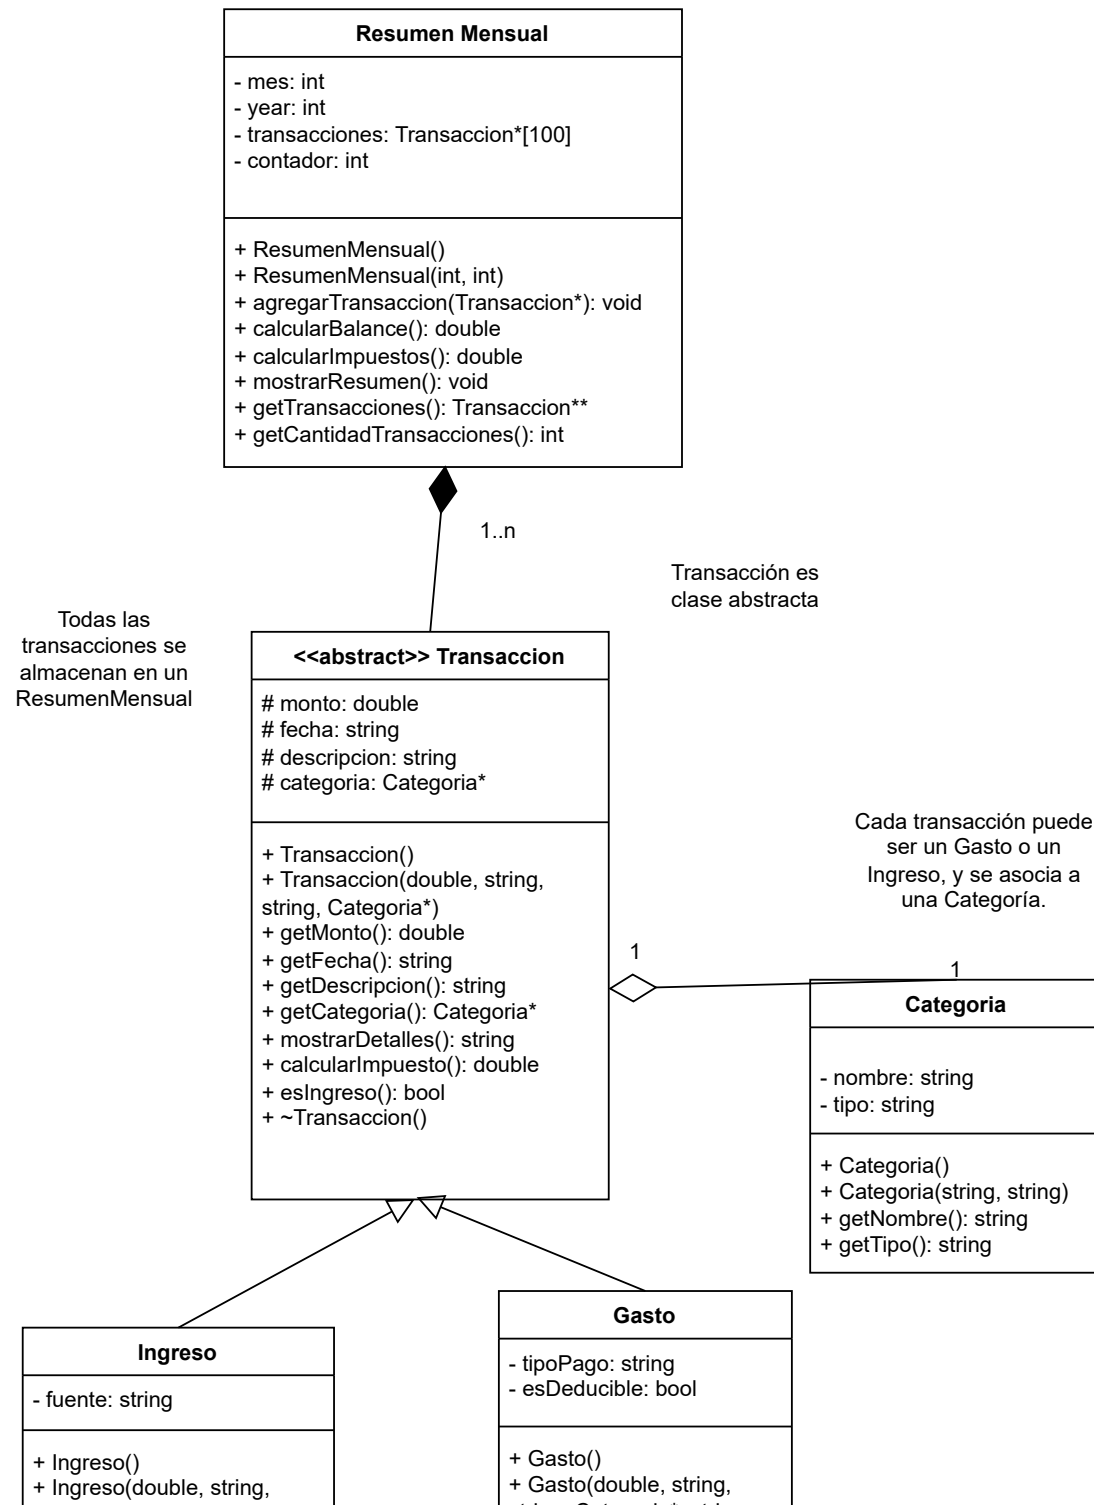 Resumen Mensual
- mes: int
- year: int
- transacciones: Transaccion*[100]
- contador: int
+ ResumenMensual()
+ ResumenMensual(int, int)
+ agregarTransaccion(Transaccion*): void
+ calcularBalance(): double
+ calcularImpuestos(): double
+ mostrarResumen(): void
+ getTransacciones(): Transaccion**
+ getCantidadTransacciones(): int
1..n
Transacción es
clase abstracta
Todas las
transacciones se
almacenan en un
ResumenMensual
<<abstract>> Transaccion
# monto: double
# fecha: string
# descripcion: string
# categoria: Categoria*
+ Transaccion()
+ Transaccion(double, string,
string, Categoria*)
+ getMonto(): double
+ getFecha(): string
+ getDescripcion(): string
+ getCategoria(): Categoria*
+ mostrarDetalles(): string
+ calcularImpuesto(): double
+ esIngreso(): bool
+ ~Transaccion()
Cada transacción puede
ser un Gasto o un
Ingreso, y se asocia a
una Categoría.
1
1
Categoria
- nombre: string
- tipo: string
+ Categoria()
+ Categoria(string, string)
+ getNombre(): string
+ getTipo(): string
Ingreso
- fuente: string
+ Ingreso()
+ Ingreso(double, string,
Gasto
- tipoPago: string
- esDeducible: bool
+ Gasto()
+ Gasto(double, string,